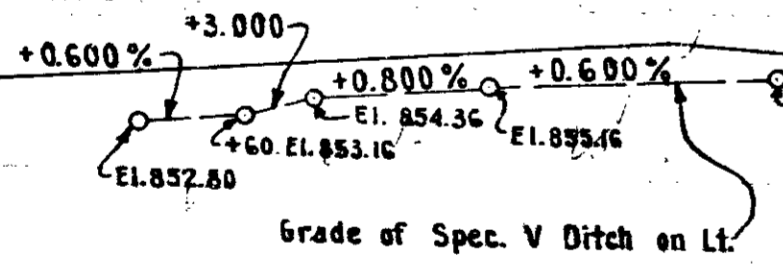 +3.000
+0.600%
+0.800%
+0.600%
El. 854.36
+60. El. 853.16
El. 855.16
El. 852.80
Grade of Spec. V Ditch on Lt.